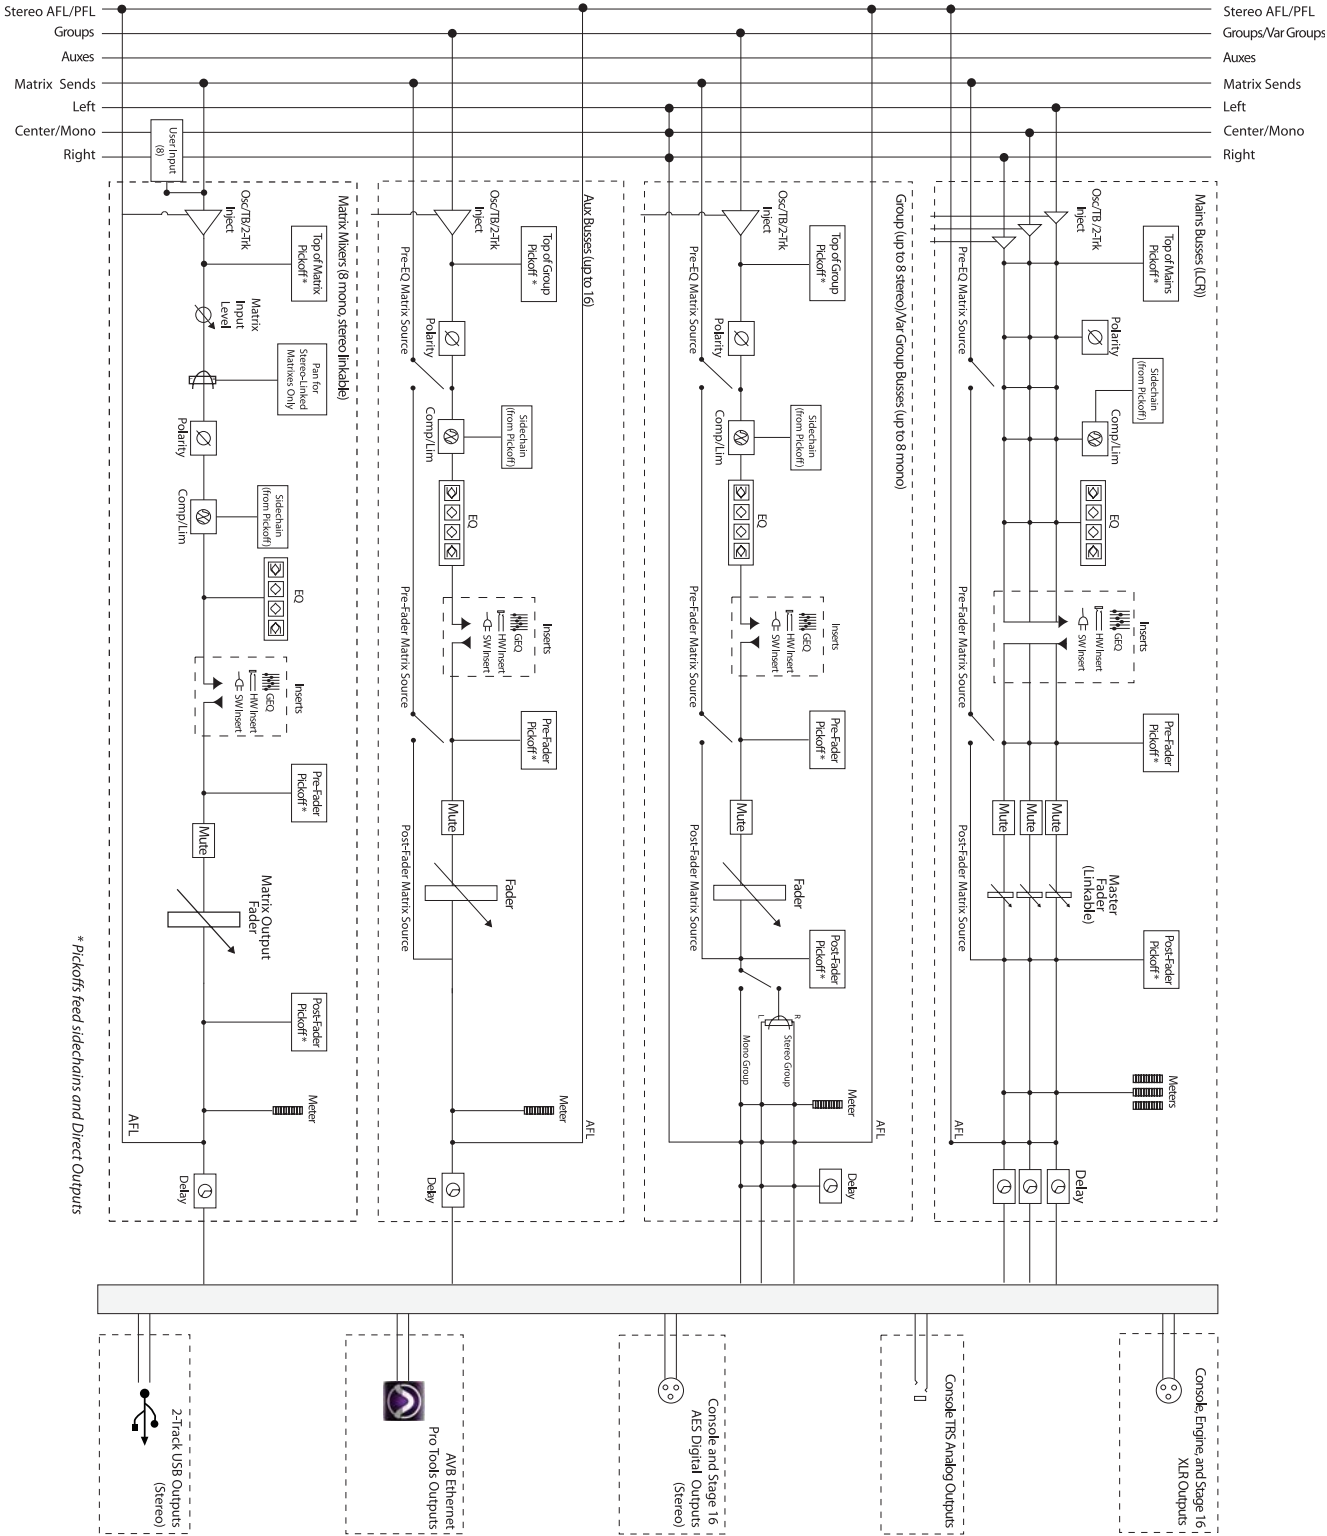 Stereo AFL/PFL
Groups
Auxes
Matrix Sends
Left
Center/Mono
Right
Stereo AFL/PFL
Groups/Var Groups
Auxes
Matrix Sends
Left
Center/Mono
Right
User Input
(8)
Matrix Mixers (8 mono, stereo linkable)
Osc/TB/2-Trk
Inject
Top of Matrix
Pickoff *
Matrix
Input
Level
Pan for
Stereo-Linked
Matrixes Only
Polarity
Comp/Lim
Sidechain
(from Pickoff)
EQ
Inserts
GEQ
HW Insert
SW Insert
Pre-Fader
Pickoff *
Mute
Matrix Output
Fader
Post-Fader
Pickoff *
Meter
AFL
Delay
Aux Busses (up to 16)
Osc/TB/2-Trk
Inject
Top of Group
Pickoff *
Pre-EQ Matrix Source
Polarity
Comp/Lim
Sidechain
(from Pickoff)
EQ
Pre-Fader Matrix Source
Inserts
GEQ
HW Insert
SW Insert
Pre-Fader
Pickoff *
Mute
Post-Fader Matrix Source
Fader
Meter
AFL
Delay
Group (up to 8 stereo)/Var Group Busses (up to 8 mono)
Osc/TB/2-Trk
Inject
Top of Group
Pickoff *
Pre-EQ Matrix Source
Polarity
Comp/Lim
Sidechain
(from Pickoff)
EQ
Pre-Fader Matrix Source
Inserts
GEQ
HW Insert
SW Insert
Pre-Fader
Pickoff *
Mute
Post-Fader Matrix Source
Fader
Post-Fader
Pickoff *
L
R
Mono Group
Stereo Group
Meter
AFL
Delay
Mains Busses (LCR))
Osc/TB /2-Trk
Inject
Top of Mains
Pickoff *
Pre-EQ Matrix Source
Polarity
Sidechain
(from Pickoff)
Comp/Lim
EQ
Pre-Fader Matrix Source
Inserts
GEQ
HW Insert
SW Insert
Pre-Fader
Pickoff *
Mute
Mute
Mute
Post-Fader Matrix Source
Master
Fader
(Linkable)
Post-Fader
Pickoff *
Meters
AFL
Delay
* Pickoffs feed sidechains and Direct Outputs
2-Track USB Outputs
(Stereo)
AVB Ethernet
Pro Tools Outputs
Console and Stage 16
AES Digital Outputs
(Stereo)
Console TRS Analog Outputs
Console, Engine, and Stage 16
XLR Outputs